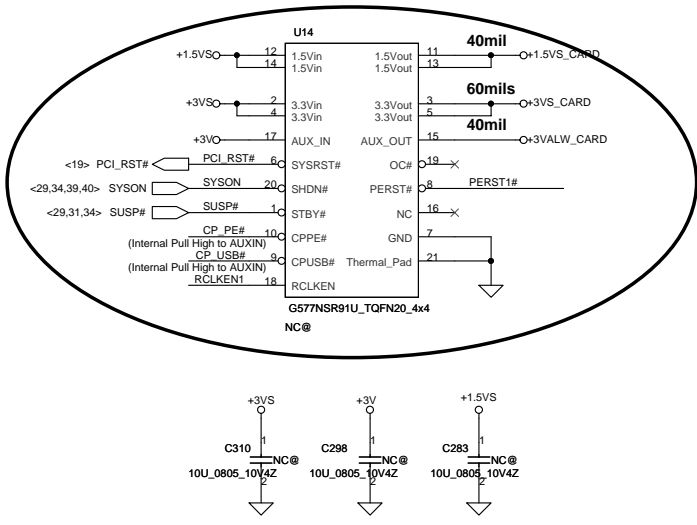 U14
40mil
+1.5VS 12 1.5Vin 1.5Vout 11 +1.5VS_CARD
14 1.5Vin 1.5Vout 13
60mils
+3VS 2 3.3Vin 3.3Vout 3 +3VS_CARD
4 3.3Vin 3.3Vout 5
40mil
+3V 17 AUX_IN AUX_OUT 15 +3VALW_CARD
<19> PCI_RST# PCI_RST# 6 SYSRST# OC# 19
<29,34,39,40> SYSON SYSON 20 SHDN# PERST# 8 PERST1#
<29,31,34> SUSP# SUSP# 1 STBY# NC 16
CP_PE# 10 CPPE# GND 7
(Internal Pull High to AUXIN)
CP_USB# 9 CPUSB# Thermal_Pad 21
(Internal Pull High to AUXIN)
RCLKEN1 18 RCLKEN
G577NSR91U_TQFN20_4x4
NC@
+3VS +3V +1.5VS
1 1 1
C310 C298 C283
NC@ NC@ NC@
10U_0805_10V4Z 10U_0805_10V4Z 10U_0805_10V4Z
2 2 2